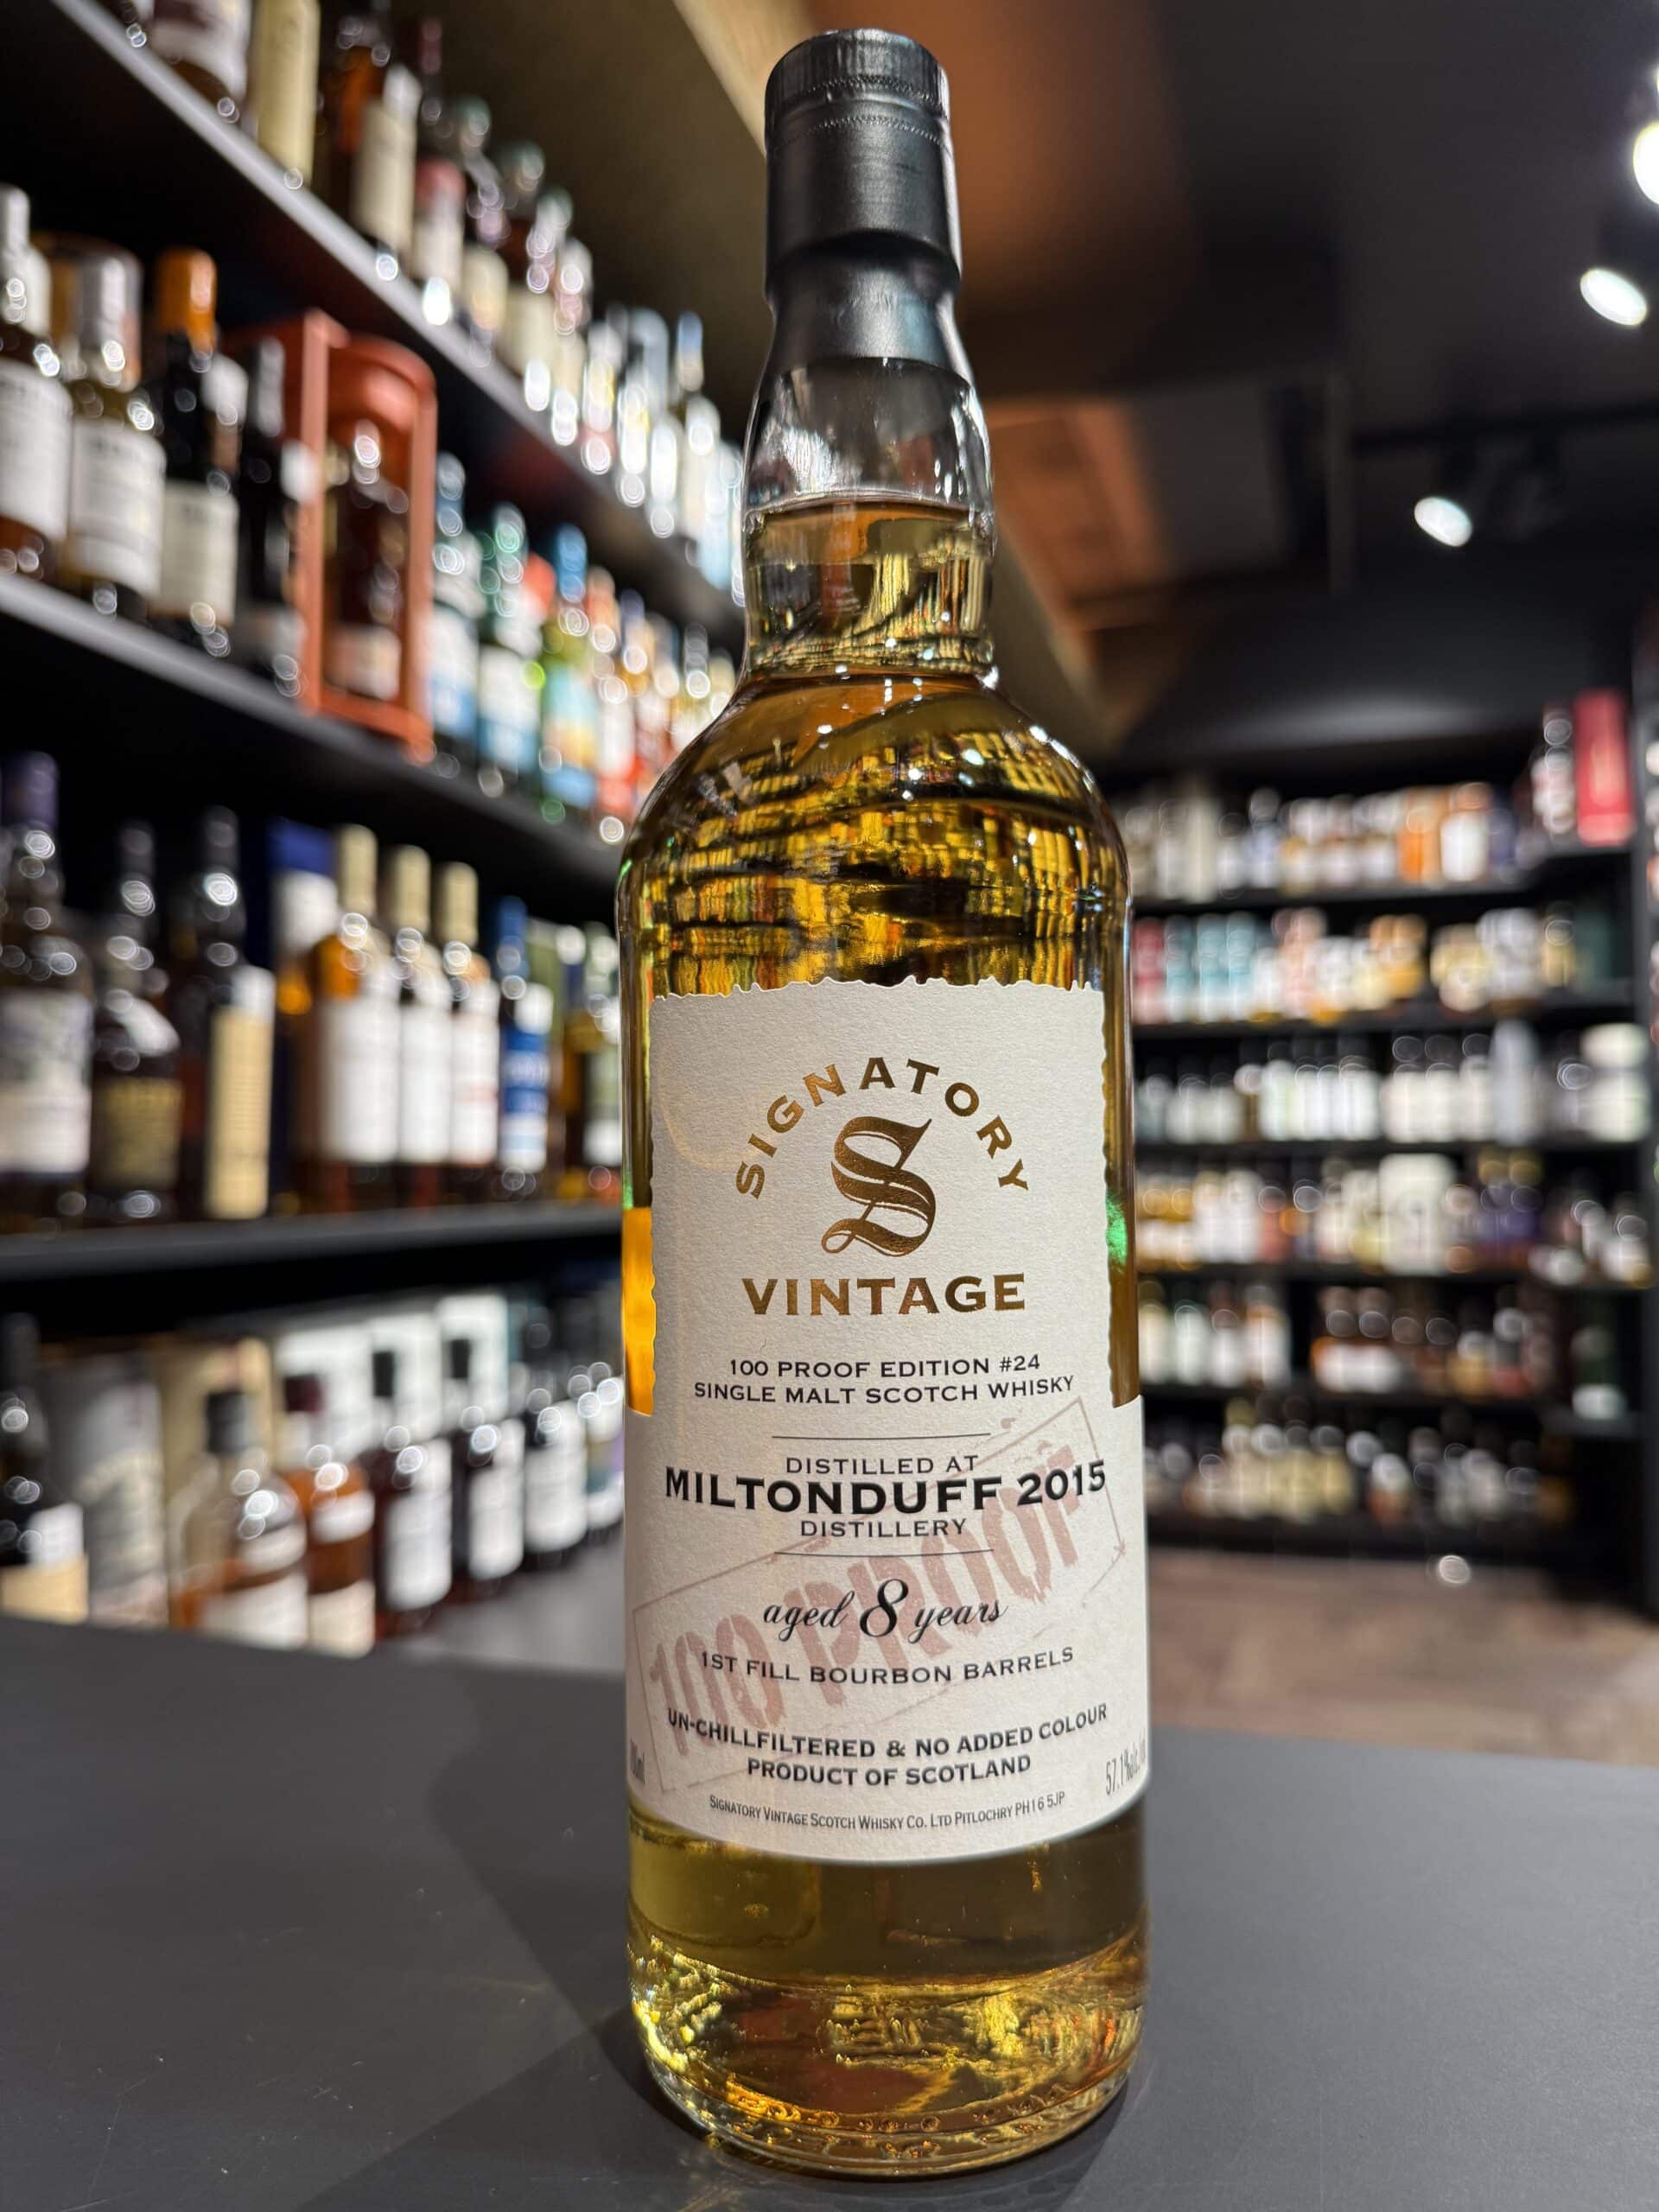 SIGNATORY
S
VINTAGE
100 PROOF EDITION #24
SINGLE MALT SCOTCH WHISKY
DISTILLED AT
MILTONDUFF 2015
DISTILLERY
aged 8 years
100 PROOF
1ST FILL BOURBON BARRELS
UN-CHILLFILTERED & NO ADDED COLOUR
PRODUCT OF SCOTLAND
57.1%
SIGNATORY VINTAGE SCOTCH WHISKY CO. LTD PITLOCHRY PH16 5JP